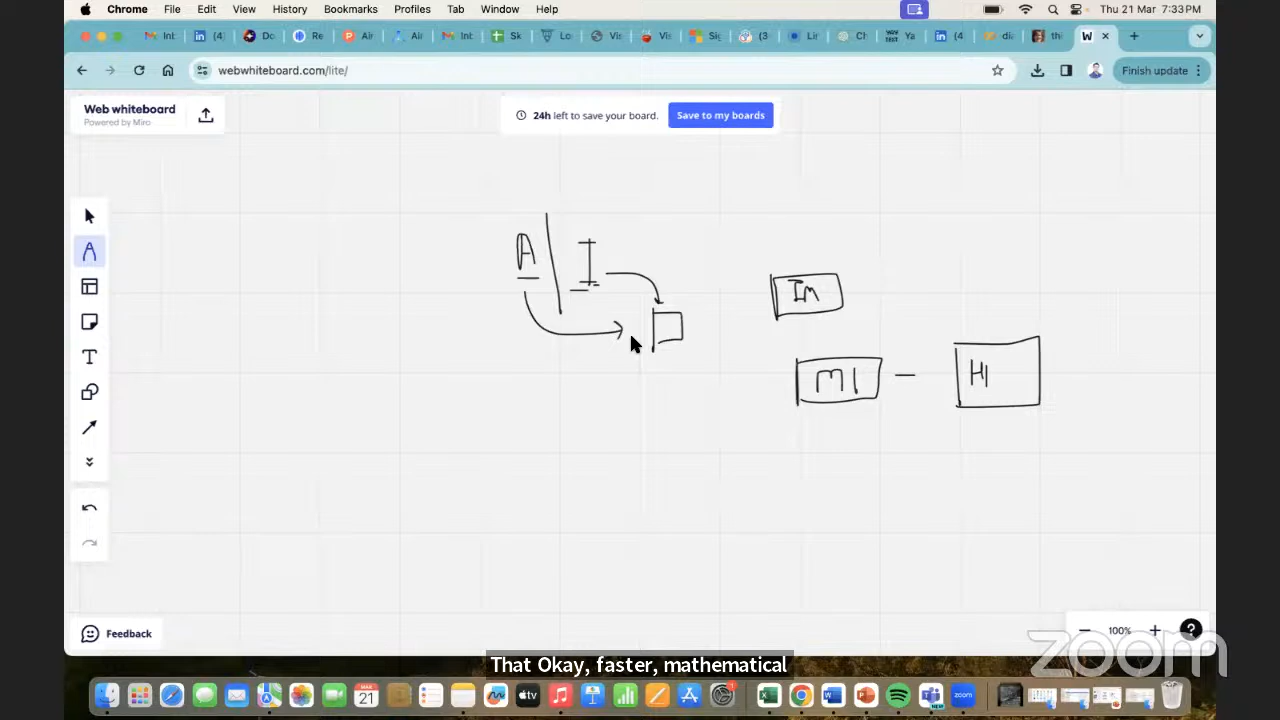 Chrome File Edit View History Bookmarks Profiles Tab Window Help Thu 21 Mar 7:33 PM
webwhiteboard.com/lite/
Finish update
Web whiteboard
Powered by Miro
24h left to save your board.
Save to my boards
A
I
Im
M1
H1
Feedback
100%
zoom
That Okay, faster, mathematical